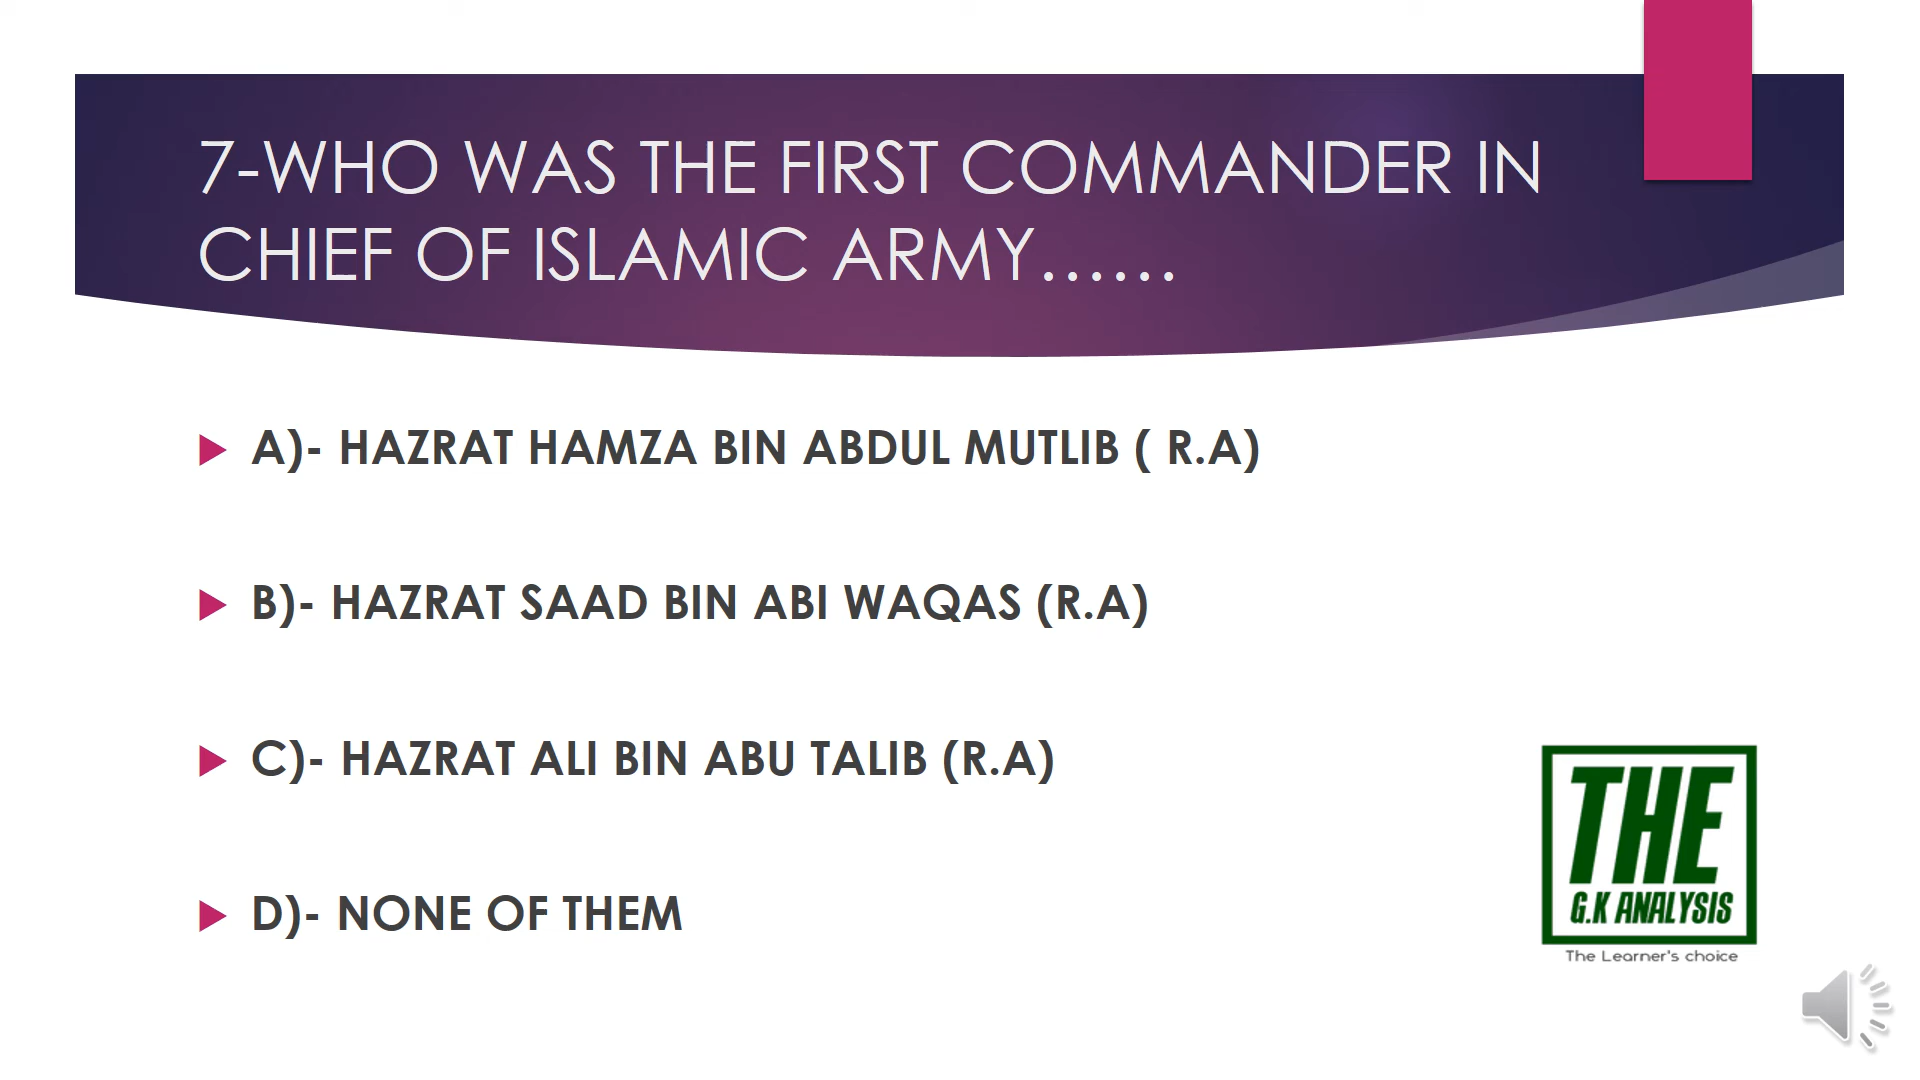 7-WHO WAS THE FIRST COMMANDER IN
CHIEF OF ISLAMIC ARMY……
A)- HAZRAT HAMZA BIN ABDUL MUTLIB ( R.A)
B)- HAZRAT SAAD BIN ABI WAQAS (R.A)
C)- HAZRAT ALI BIN ABU TALIB (R.A)
D)- NONE OF THEM
THE
G.K ANALYSIS
The Learner's choice